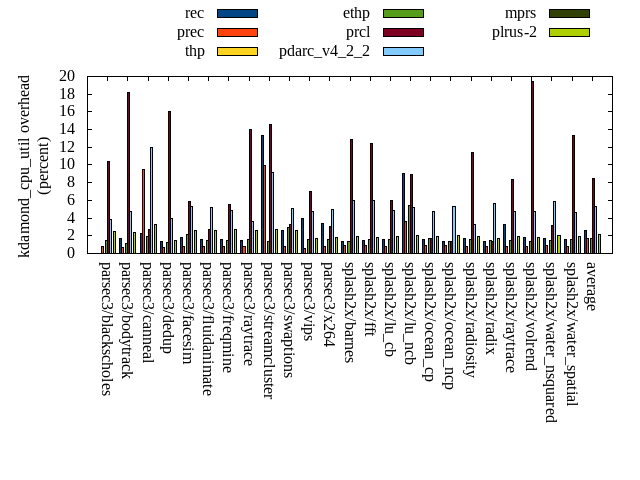 rec
prec
thp
ethp
prcl
pdarc_v4_2_2
mprs
plrus-2
kdamond_cpu_util overhead
(percent)
20
18
16
14
12
10
8
6
4
2
0
parsec3/blackscholes
parsec3/bodytrack
parsec3/canneal
parsec3/dedup
parsec3/facesim
parsec3/fluidanimate
parsec3/freqmine
parsec3/raytrace
parsec3/streamcluster
parsec3/swaptions
parsec3/vips
parsec3/x264
splash2x/barnes
splash2x/fft
splash2x/lu_cb
splash2x/lu_ncb
splash2x/ocean_cp
splash2x/ocean_ncp
splash2x/radiosity
splash2x/radix
splash2x/raytrace
splash2x/volrend
splash2x/water_nsquared
splash2x/water_spatial
average